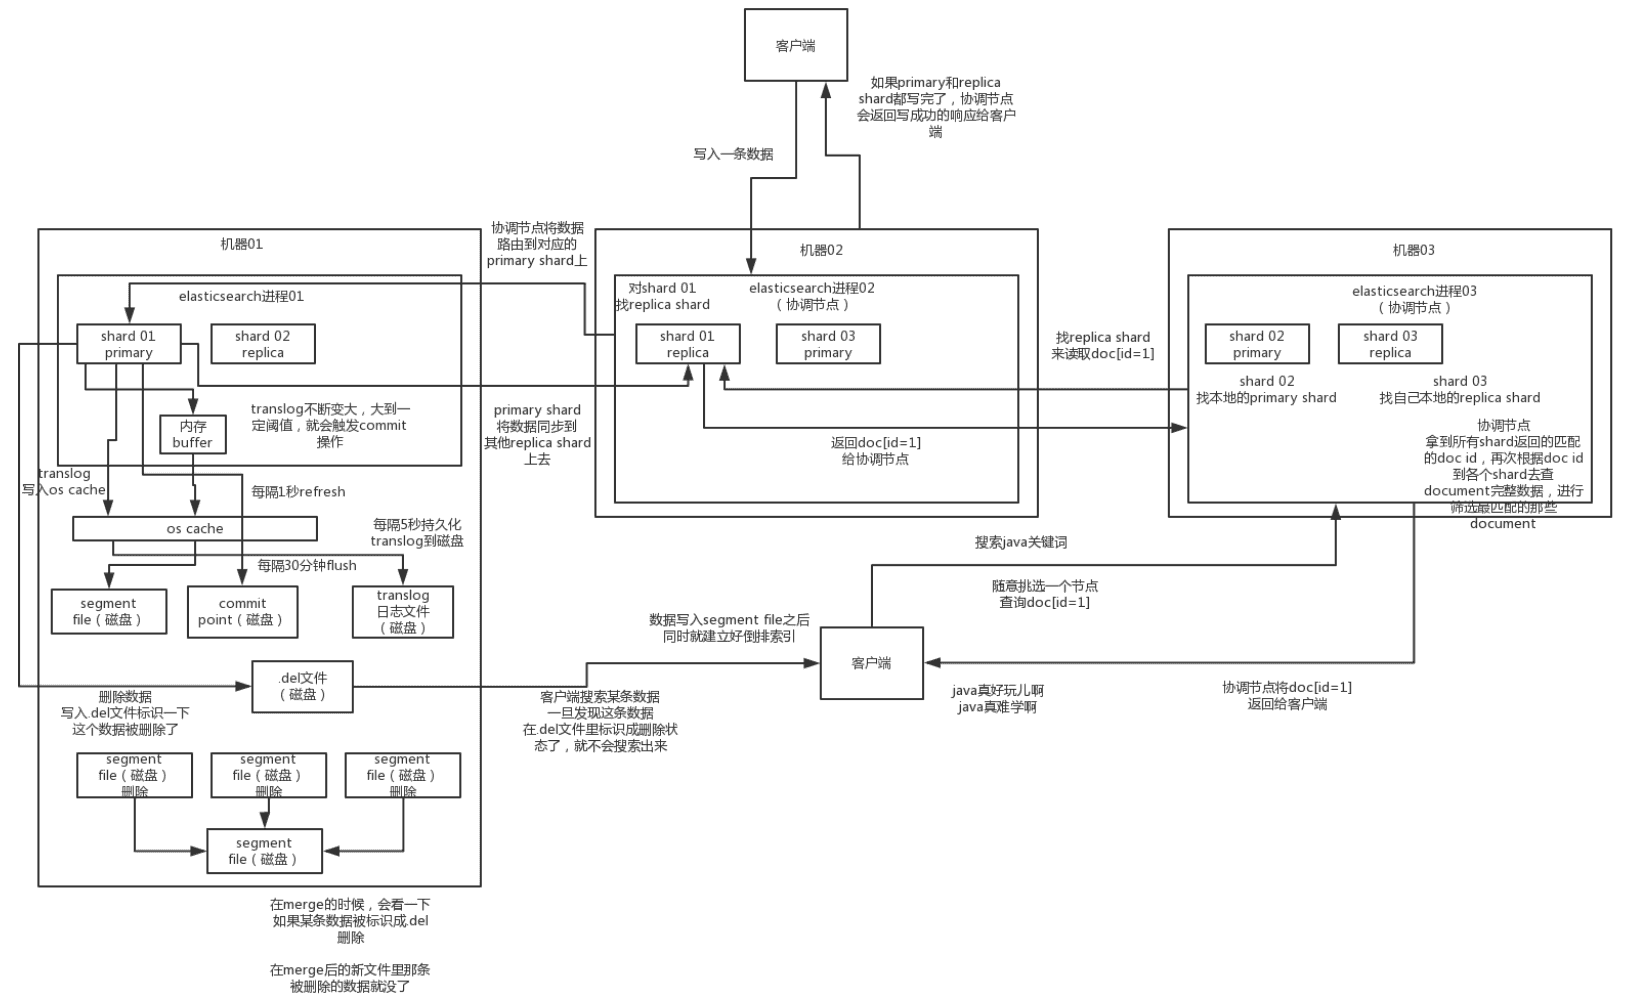 客户端
如果primary和replica
shard都写完了，协调节点
会返回写成功的响应给客户
端
写入一条数据
机器01
elasticsearch进程01
shard 01
primary
shard 02
replica
内存
buffer
translog不断变大，大到一
定阈值，就会触发commit
操作
translog
写入os cache
每隔1秒refresh
os cache
每隔5秒持久化
translog到磁盘
每隔30分钟flush
segment
file（磁盘）
commit
point（磁盘）
translog
日志文件
（磁盘）
.del文件
（磁盘）
删除数据
写入.del文件标识一下
这个数据被删除了
segment
file（磁盘）
删除
segment
file（磁盘）
删除
segment
file（磁盘）
删除
segment
file（磁盘）
在merge的时候，会看一下
如果某条数据被标识成.del
删除
在merge后的新文件里那条
被删除的数据就没了
协调节点将数据
路由到对应的
primary shard上
primary shard
将数据同步到
其他replica shard
上去
机器02
对shard 01
找replica shard
elasticsearch进程02
（协调节点）
shard 01
replica
shard 03
primary
返回doc[id=1]
给协调节点
找replica shard
来读取doc[id=1]
机器03
elasticsearch进程03
（协调节点）
shard 02
primary
shard 03
replica
shard 02
找本地的primary shard
shard 03
找自己本地的replica shard
协调节点
拿到所有shard返回的匹配
的doc id，再次根据doc id
到各个shard去查
document完整数据，进行
筛选最匹配的那些
document
搜索java关键词
随意挑选一个节点
查询doc[id=1]
数据写入segment file之后
同时就建立好倒排索引
客户端
客户端搜索某条数据
一旦发现这条数据
在.del文件里标识成删除状
态了，就不会搜索出来
java真好玩儿啊
java真难学啊
协调节点将doc[id=1]
返回给客户端